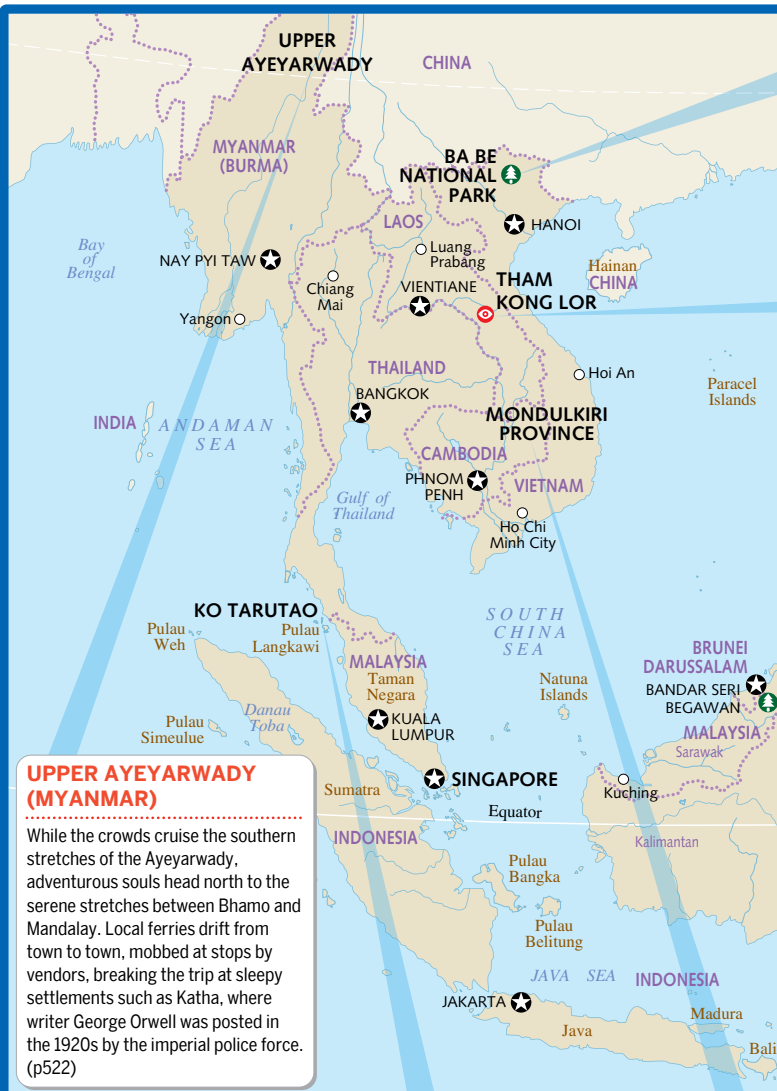 UPPER
AYEYARWADY
CHINA
MYANMAR
(BURMA)
BA BE
NATIONAL
PARK
HANOI
LAOS
Bay
of
Bengal
NAY PYI TAW
Luang
Prabang
Chiang
Mai
VIENTIANE
THAM
KONG LOR
Hainan
CHINA
Yangon
THAILAND
Hoi An
BANGKOK
Paracel
Islands
INDIA
ANDAMAN
SEA
MONDULKIRI
PROVINCE
CAMBODIA
PHNOM
PENH
VIETNAM
Gulf of
Thailand
Ho Chi
Minh City
KO TARUTAO
Pulau
Weh
Pulau
Langkawi
SOUTH
CHINA
SEA
MALAYSIA
Taman
Negara
Natuna
Islands
BRUNEI
DARUSSALAM
BANDAR SERI
BEGAWAN
Danau
Toba
KUALA
LUMPUR
Pulau
Simeulue
MALAYSIA
Sarawak
SINGAPORE
Kuching
Sumatra
Equator
INDONESIA
Kalimantan
Pulau
Bangka
Pulau
Belitung
JAVA SEA
INDONESIA
JAKARTA
Java
Madura
Bali
UPPER AYEYARWADY
(MYANMAR)
While the crowds cruise the southern
stretches of the Ayeyarwady,
adventurous souls head north to the
serene stretches between Bhamo and
Mandalay. Local ferries drift from
town to town, mobbed at stops by
vendors, breaking the trip at sleepy
settlements such as Katha, where
writer George Orwell was posted in
the 1920s by the imperial police force.
(p522)